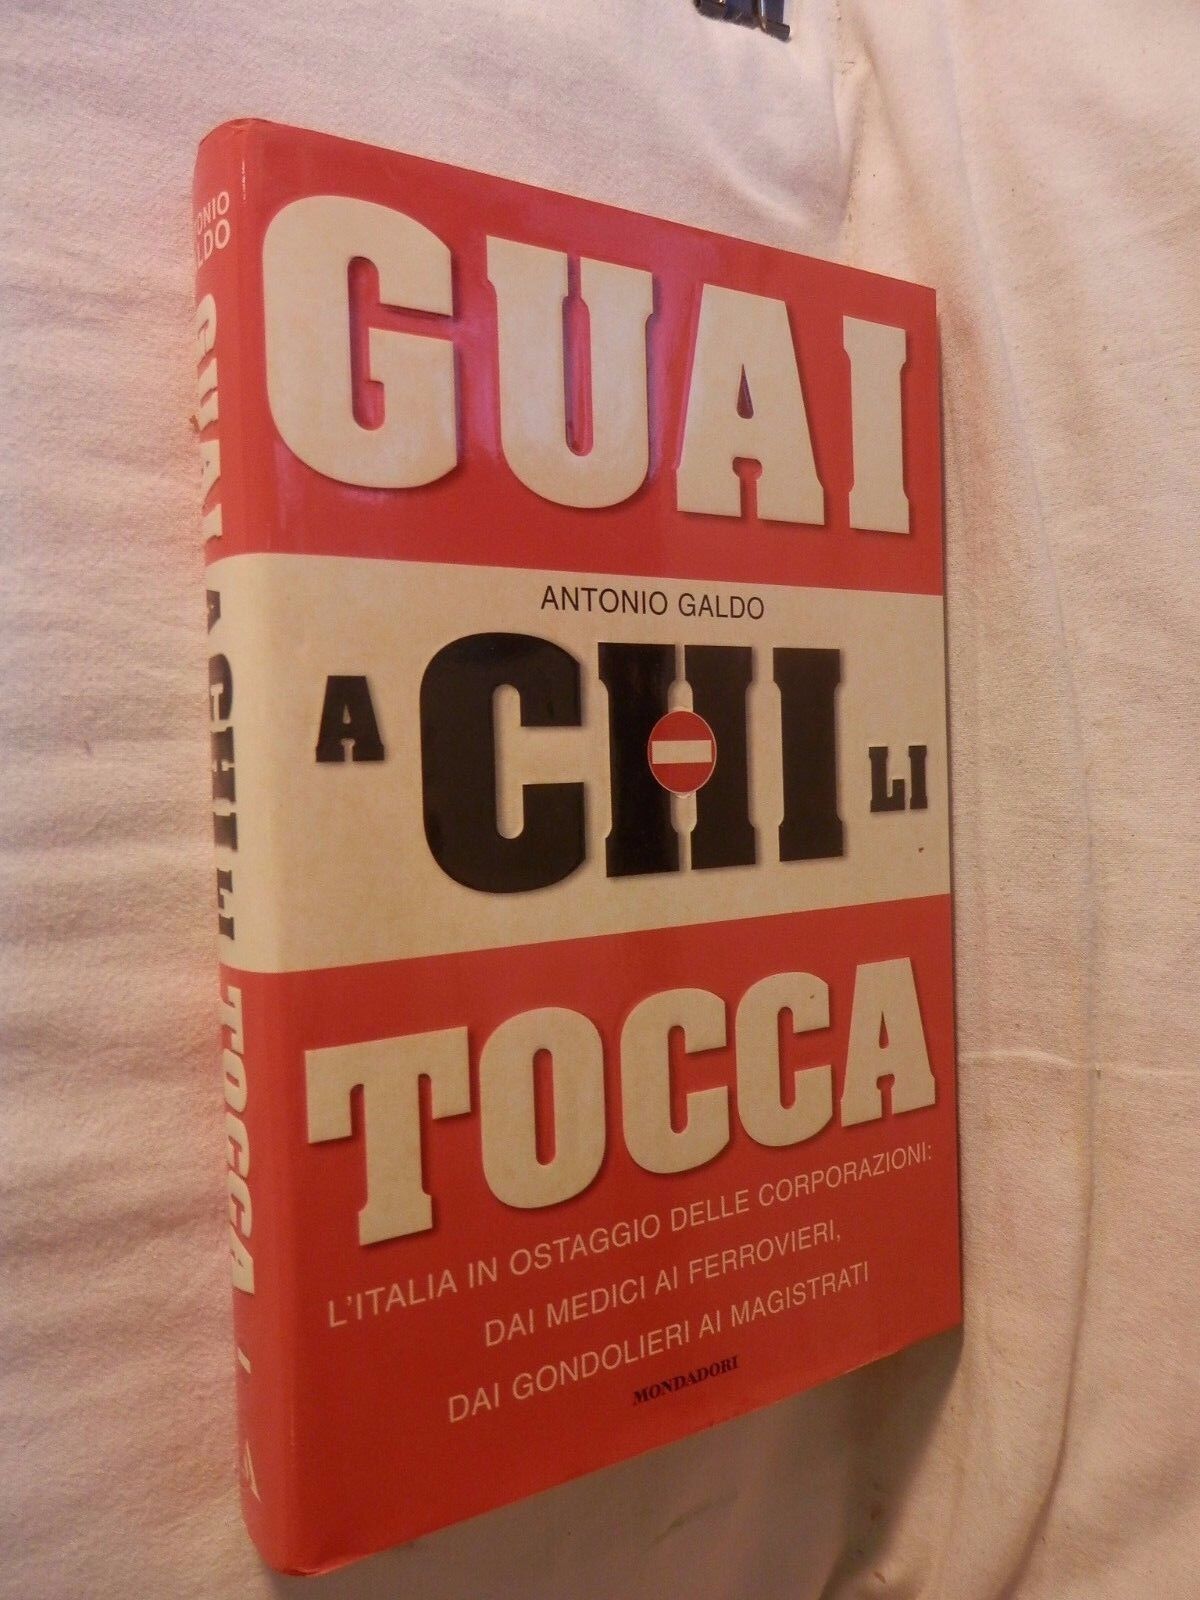 GUAI
ANTONIO GALDO
A CHI LI
TOCCA
L'ITALIA IN OSTAGGIO DELLE CORPORAZIONI:
DAI MEDICI AI FERROVIERI,
DAI GONDOLIERI AI MAGISTRATI
MONDADORI
GUAI A CHI LI TOCCA